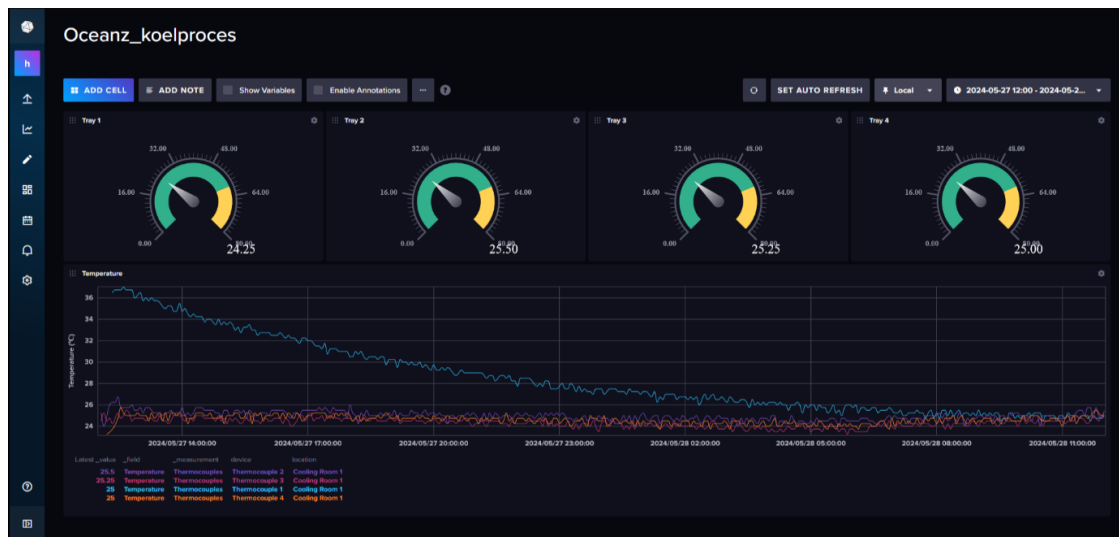 Oceanz_koelproces
h
ADD CELL ADD NOTE Show Variables Enable Annotations ... SET AUTO REFRESH Local 2024-05-27 12:00 - 2024-05-2...
Tray 1 Tray 2 Tray 3 Tray 4
32.00 48.00 32.00 48.00 32.00 48.00 32.00 48.00
16.00 64.00 16.00 64.00 16.00 64.00 16.00 64.00
0.00 0.00 0.00 0.00
24.25 25.50 25.25 25.00
Temperature
36
34
32
30
28
26
24
Temperature (°C)
2024/05/27 14:00:00 2024/05/27 17:00:00 2024/05/27 20:00:00 2024/05/27 23:00:00 2024/05/28 02:00:00 2024/05/28 05:00:00 2024/05/28 08:00:00 2024/05/28 11:00:00
Latest _value _field _measurement device location
25.5 Temperature Thermocouples Thermocouple 2 Cooling Room 1
25.25 Temperature Thermocouples Thermocouple 3 Cooling Room 1
25 Temperature Thermocouples Thermocouple 1 Cooling Room 1
25 Temperature Thermocouples Thermocouple 4 Cooling Room 1